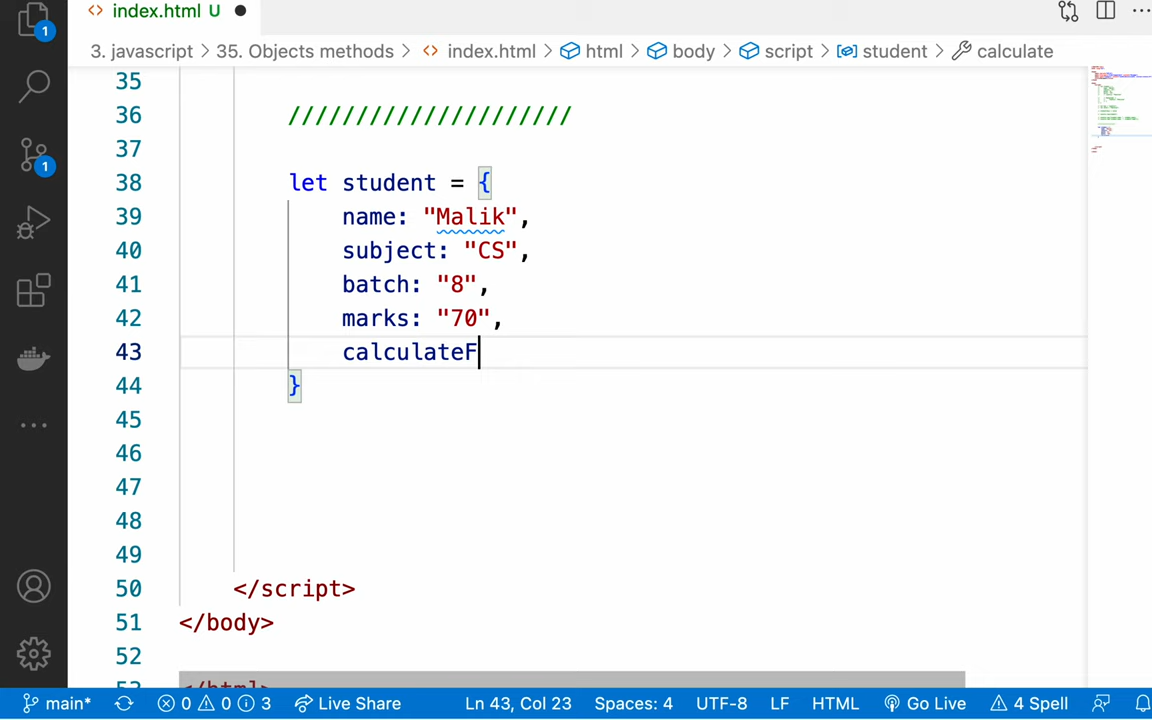 index.html U
3. javascript > 35. Objects methods > index.html > html > body > script > student > calculate
35
36 ////////////////////
37
38 let student = {
39 name: "Malik",
40 subject: "CS",
41 batch: "8",
42 marks: "70",
43 calculateF
44 }
45
46
47
48
49
50 </script>
51 </body>
52
1
1
main* 0 0 3 Live Share Ln 43, Col 23 Spaces: 4 UTF-8 LF HTML Go Live 4 Spell